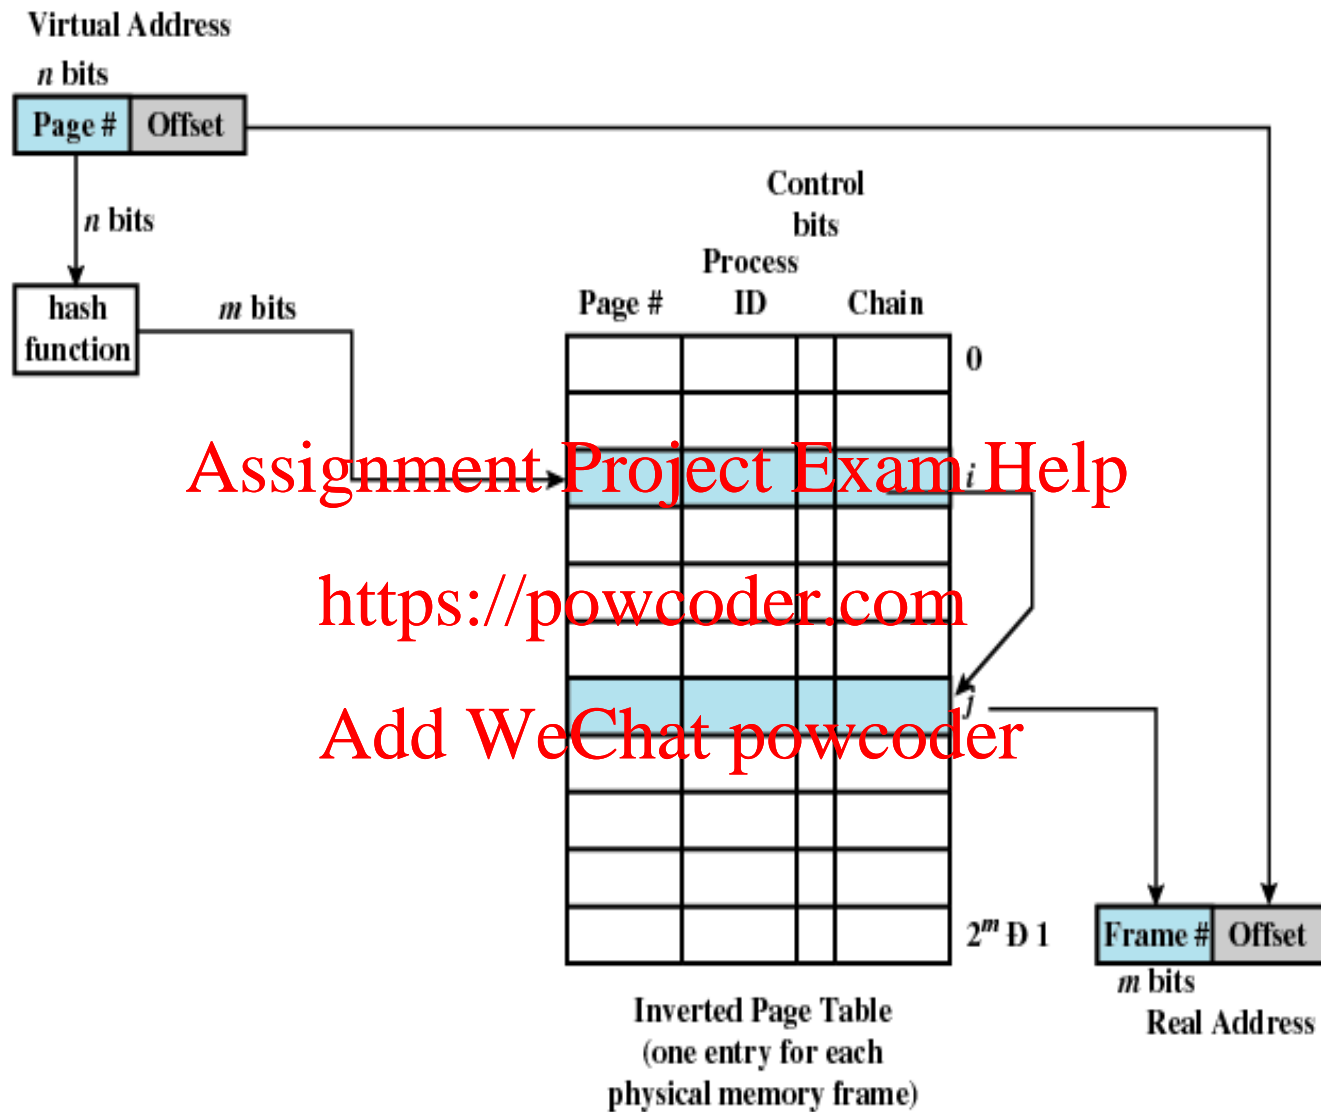 Virtual Address
n bits
Page # Offset
n bits
hash
function
m bits
Control
bits
Process
Page # ID Chain
0
i
j
2^m Đ 1
Assignment Project Exam Help
https://powcoder.com
Add WeChat powcoder
Frame # Offset
m bits
Real Address
Inverted Page Table
(one entry for each
physical memory frame)